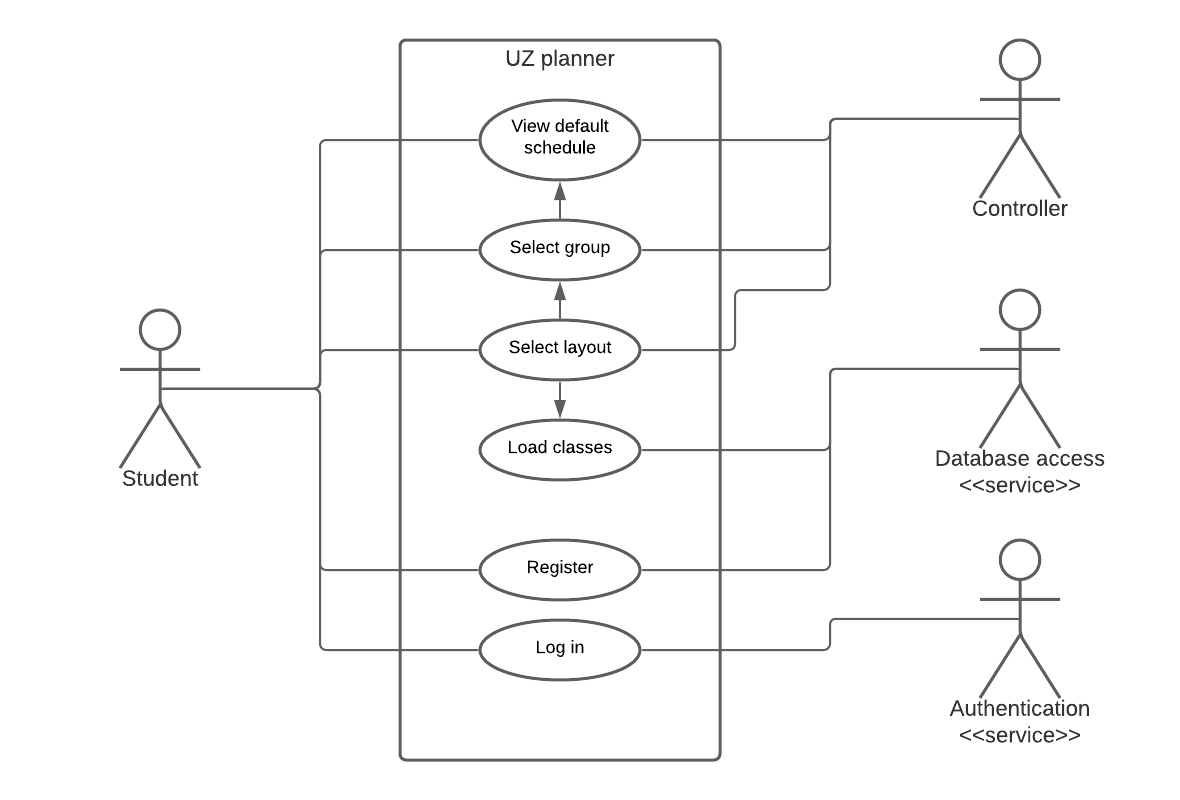 UZ planner
View default
schedule
Select group
Select layout
Load classes
Register
Log in
Student
Controller
Database access
<<service>>
Authentication
<<service>>